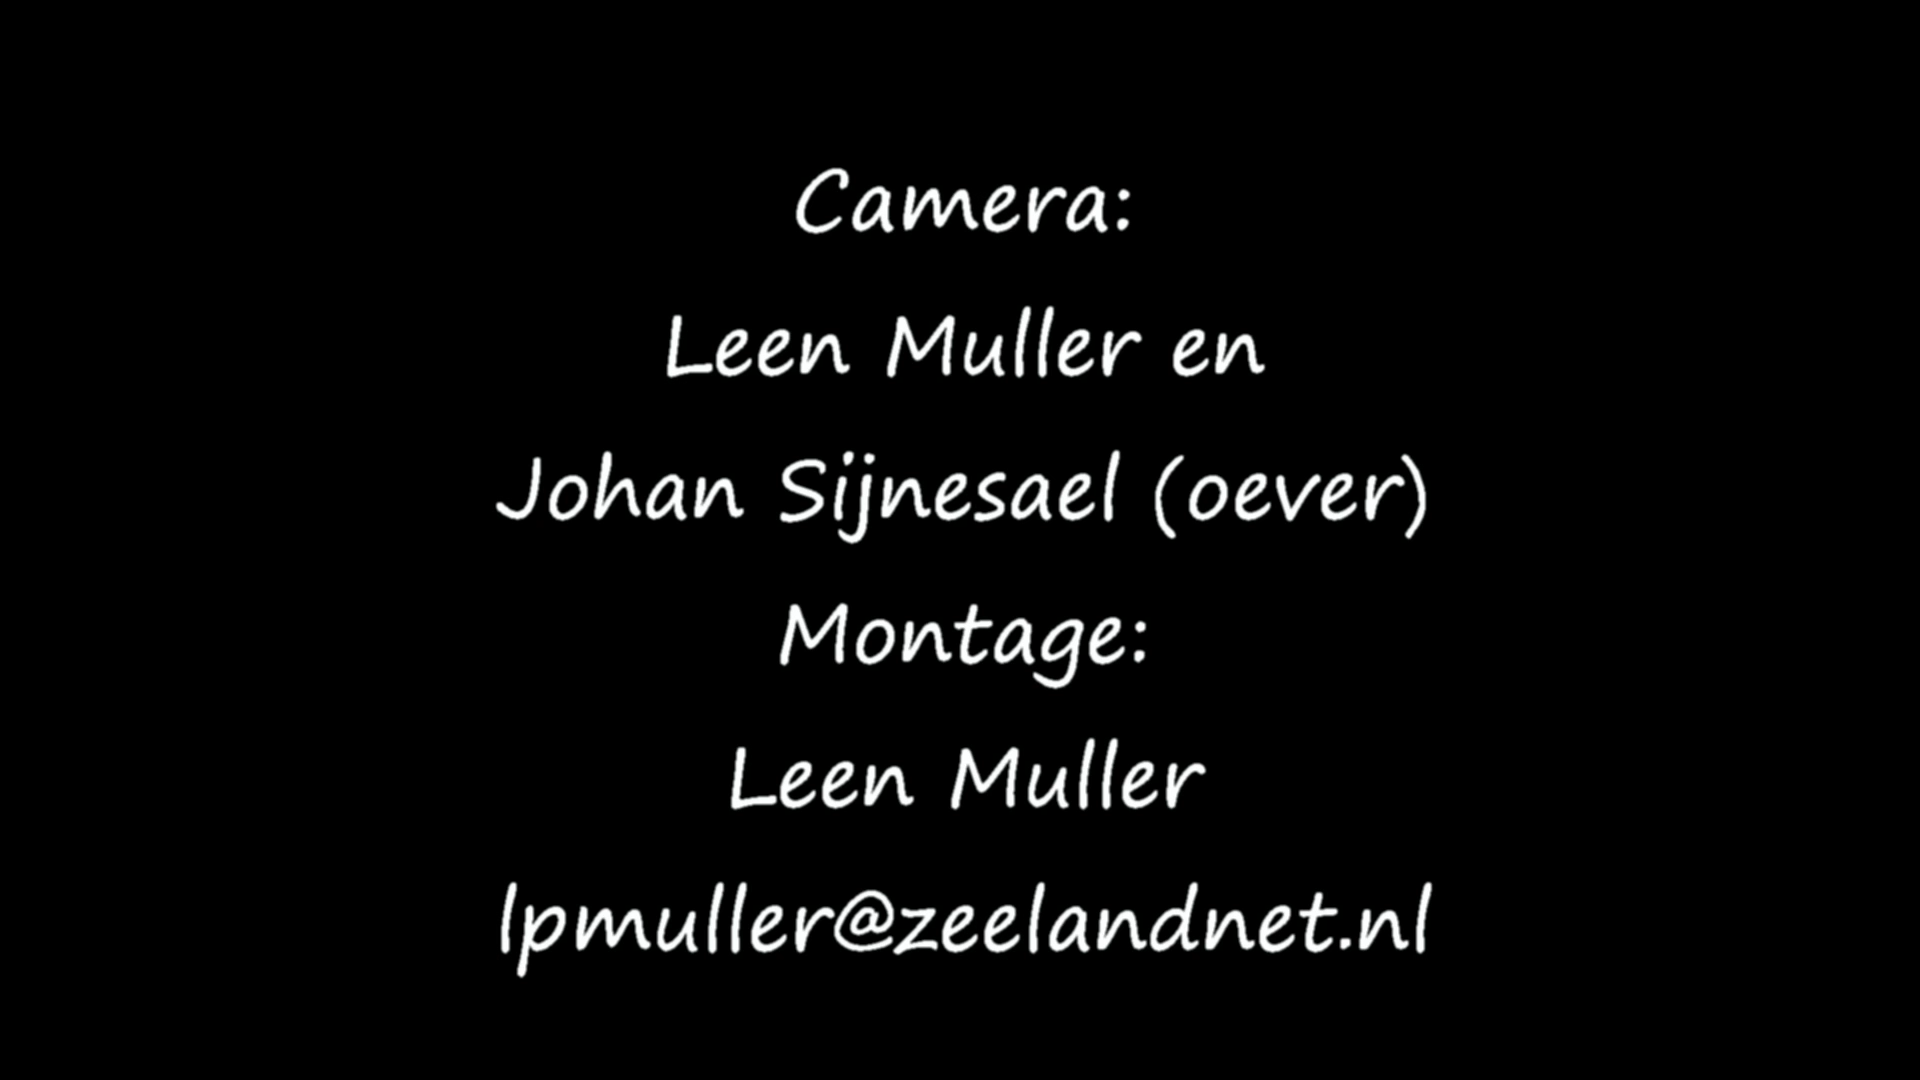 Camera:
Leen Muller en
Johan Sijnesael (oever)
Montage:
Leen Muller
lpmuller@zeelandnet.nl